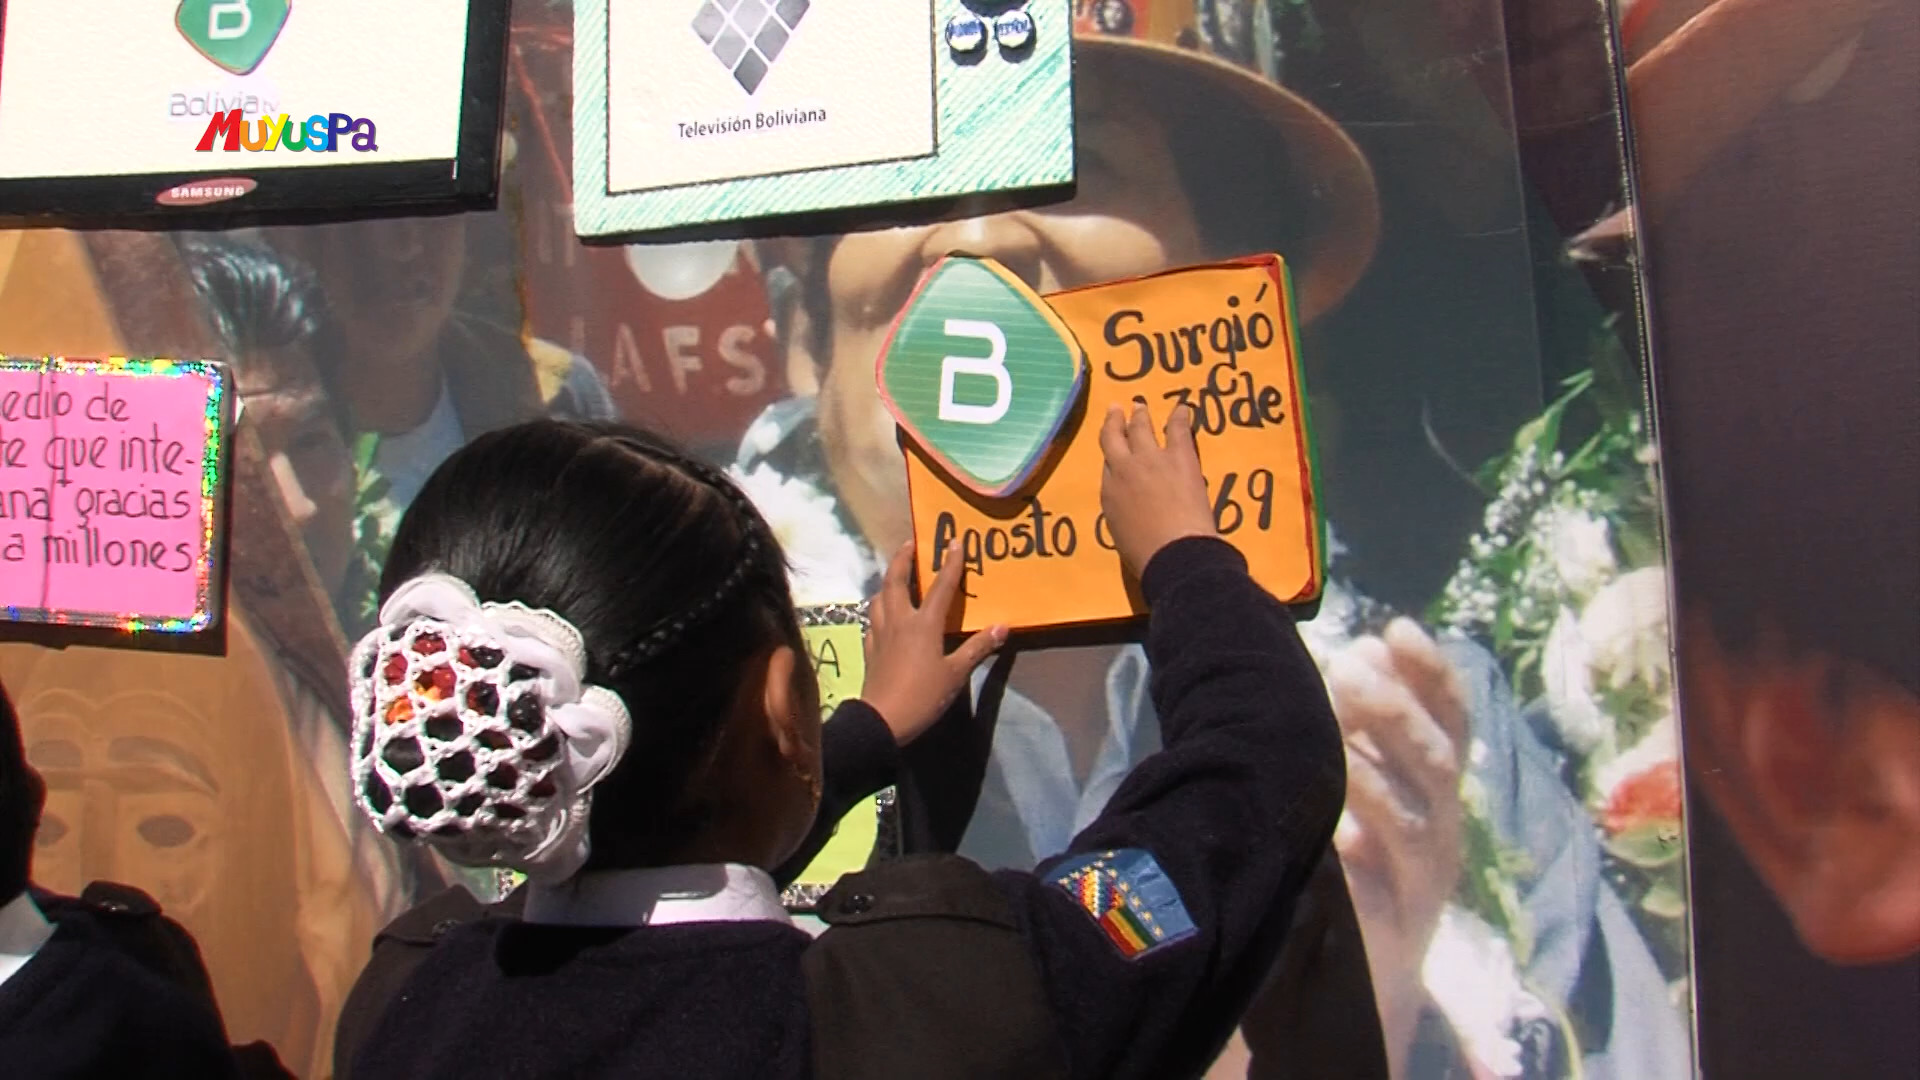 B
Bolivia tv
MUYUSPa
SAMSUNG
Televisión Boliviana
AFS
B
Surgió
30 de
Agosto
69
edio de
te que inte-
ana gracias
a millones
A